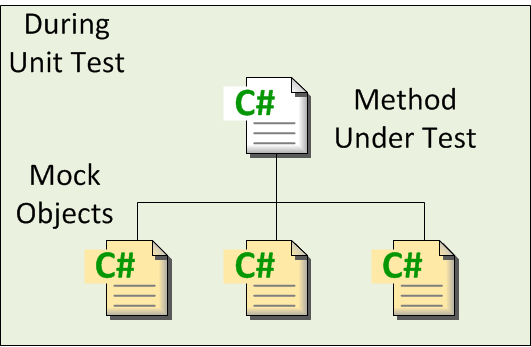 During
Unit Test
C#
Method
Under Test
Mock
Objects
C#
C#
C#